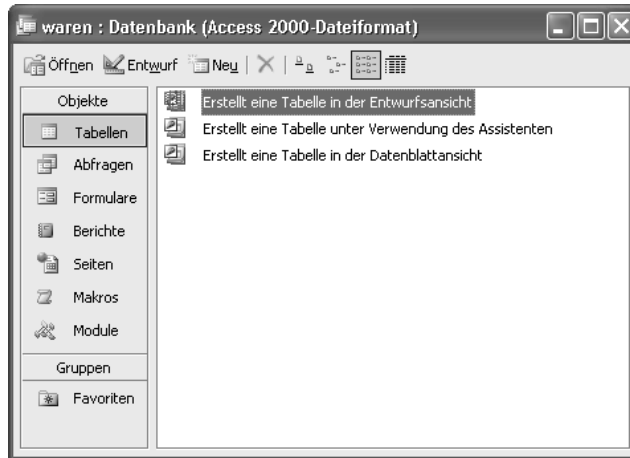 waren : Datenbank (Access 2000-Dateiformat)
Öffnen Entwurf Neu
Objekte
Tabellen
Abfragen
Formulare
Berichte
Seiten
Makros
Module
Gruppen
Favoriten
Erstellt eine Tabelle in der Entwurfsansicht
Erstellt eine Tabelle unter Verwendung des Assistenten
Erstellt eine Tabelle in der Datenblattansicht